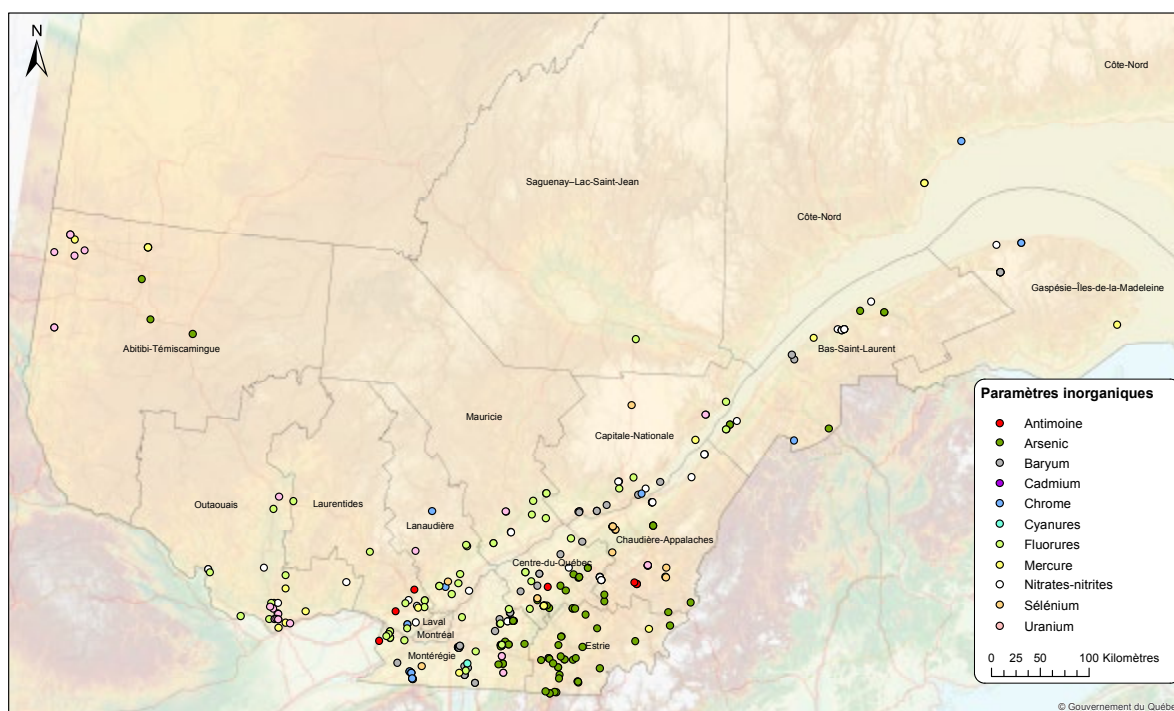 N
Côte-Nord
Saguenay–Lac-Saint-Jean
Côte-Nord
Gaspésie–Îles-de-la-Madeleine
Abitibi-Témiscamingue
Bas-Saint-Laurent
Mauricie
Capitale-Nationale
Outaouais
Laurentides
Lanaudière
Chaudière-Appalaches
Centre-du-Québec
Laval
Montréal
Estrie
Montérégie
Paramètres inorganiques
Antimoine
Arsenic
Baryum
Cadmium
Chrome
Cyanures
Fluorures
Mercure
Nitrates-nitrites
Sélénium
Uranium
0 25 50 100 Kilomètres
© Gouvernement du Québe